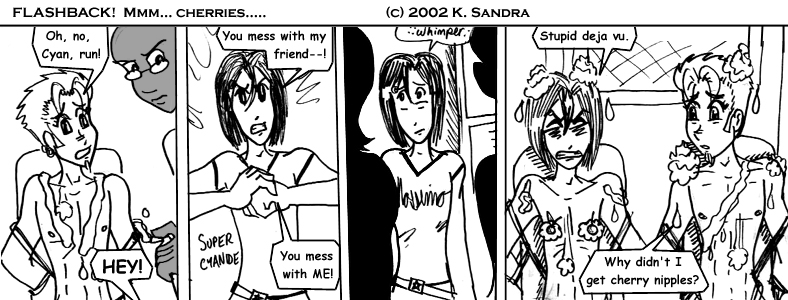 FLASHBACK! MMM... CHERRIES.....
(C) 2002 K. SANDRA
Oh, no,
Cyan, run!
HEY!
You mess with my
friend--!
SUPER
CYANIDE
You mess
with ME!
::whimper::
Stupid deja vu.
Why didn't I
get cherry nipples?